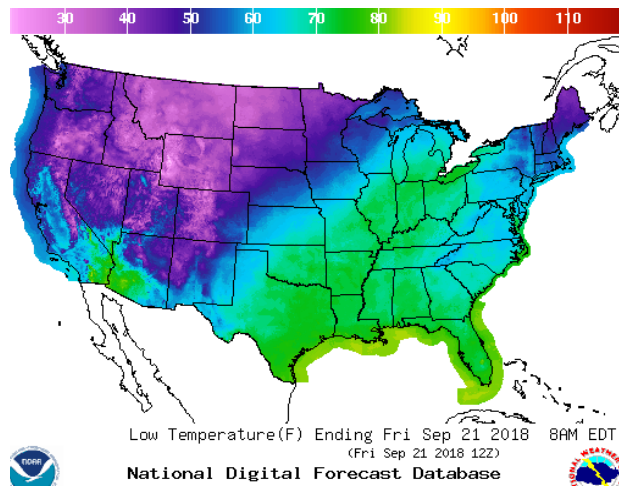 30 40 50 60 70 80 90 100 110
Low Temperature(F) Ending Fri Sep 21 2018 8AM EDT
(Fri Sep 21 2018 12Z)
National Digital Forecast Database
NOAA